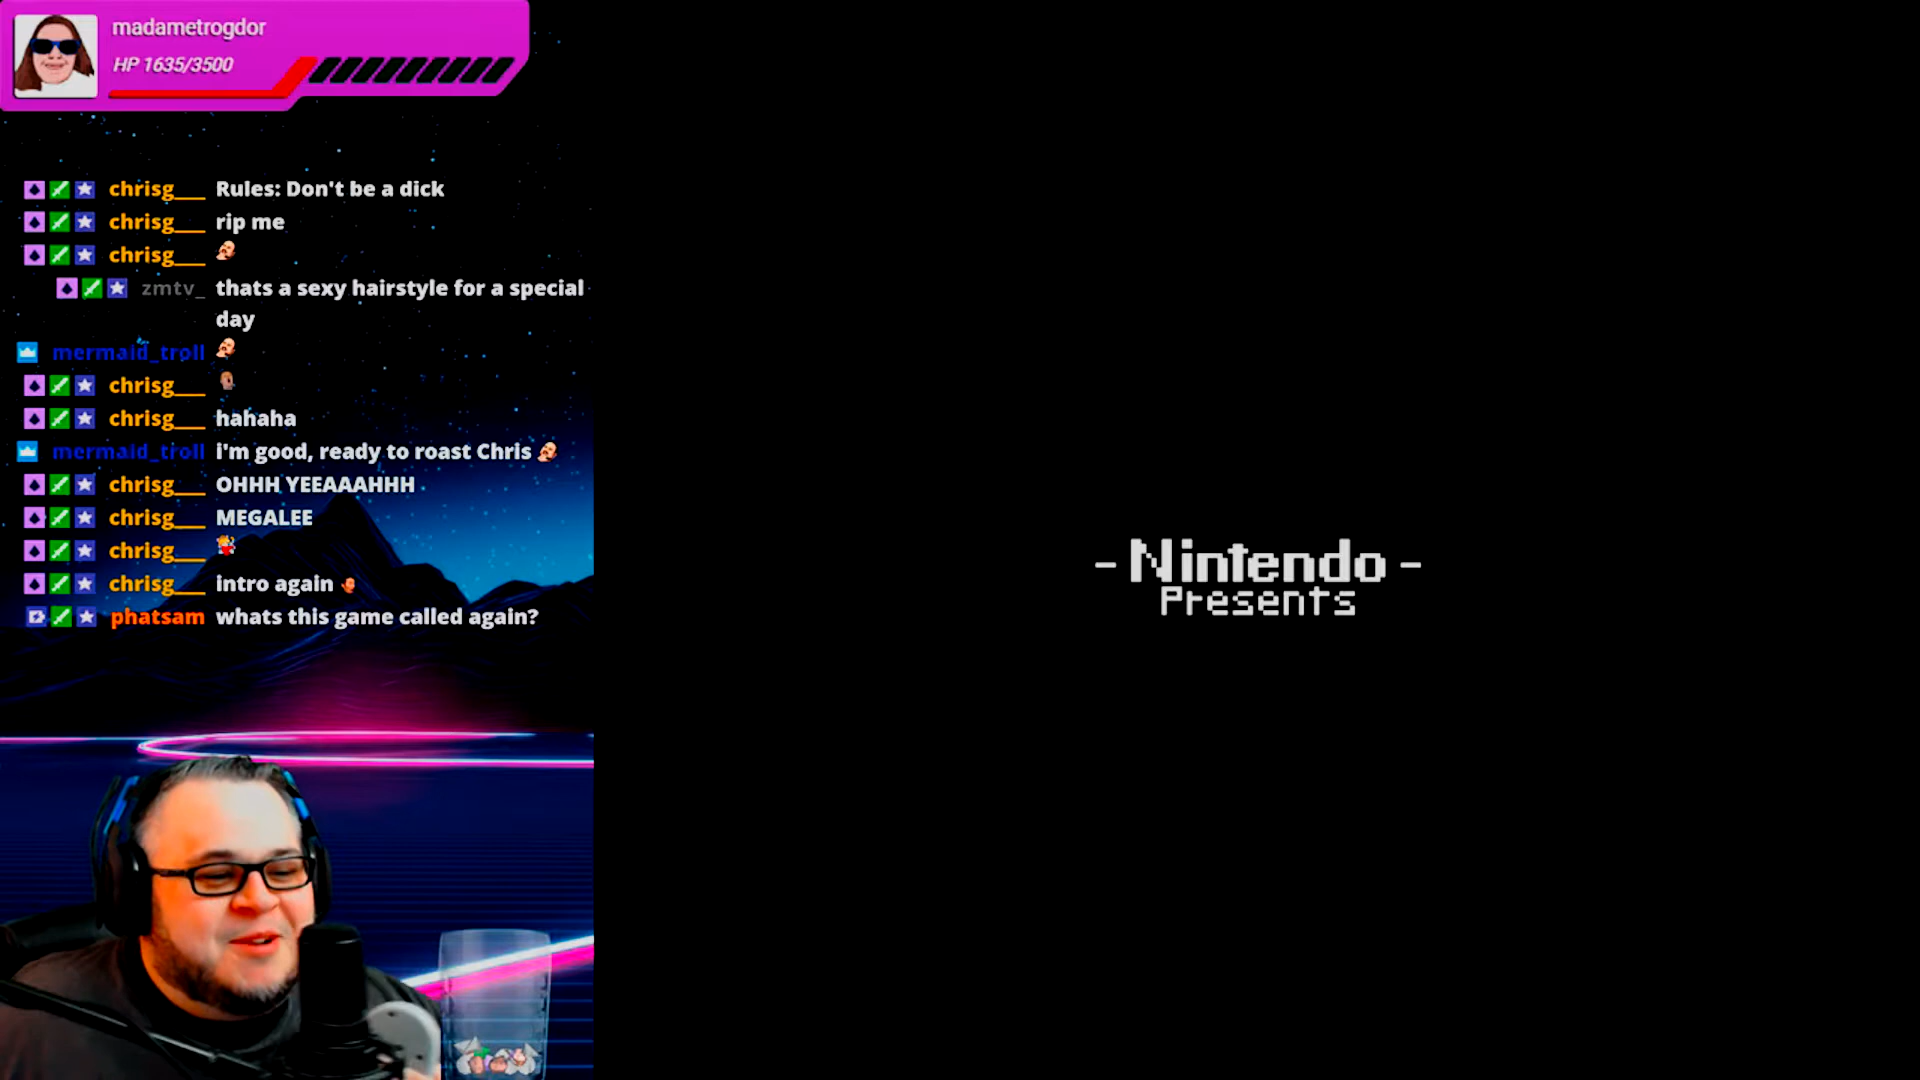 madametrogdor
HP 1635/3500
chrisg___ Rules: Don't be a dick
chrisg___ rip me
chrisg___
zmtv_ thats a sexy hairstyle for a special
day
mermaid_troll
chrisg___
chrisg___ hahaha
mermaid_troll i'm good, ready to roast Chris
chrisg___ OHHH YEEAAAHHH
chrisg___ MEGALEE
chrisg___
chrisg___ intro again
phatsam whats this game called again?
- Nintendo -
Presents